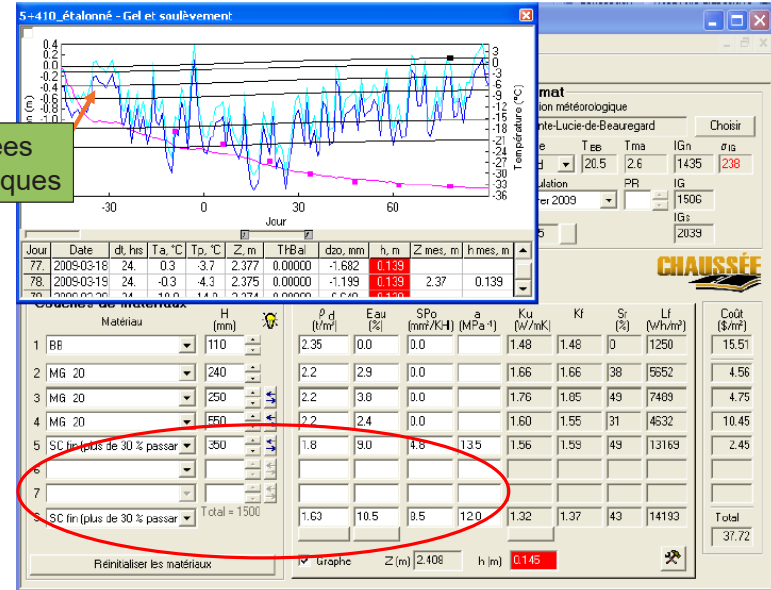 5+410_étalonné - Gel et soulèvement
0.4
0.2
0.0
-0.2
-0.4
3
0
-3
-6
-9
-12
-15
-18
-21
-24
-27
-30
-33
-36
Température (°C)
-30 0 30 60
Jour
ques
Jour Date dt, hrs Ta, °C Tp, °C Z, m ThBal dzo, mm h, m Z mes, m h mes, m
77. 2009-03-18 24. 0.3 -3.7 2.377 0.00000 -1.682 0.139
78. 2009-03-19 24. -0.3 -4.3 2.375 0.00000 -1.199 0.139 2.37 0.139
mat
ion météorologique
nte-Lucie-de-Beauregard Choisir
T BB Tma IGn σIG
20.5 2.6 1435 238
ulation PR IG
er 2009 1506
IGs
5 2039
CHAUSSÉE
Couches de matériaux
Matériau H (mm) ρ d (t/m³) Eau (%) SPo (mm²/KH) a (MPa-1) Ku (W/mK) Kf Sr (%) Lf (Wh/m³) Coût ($/m²)
1 BB 110 2.35 0.0 0.0 1.48 1.48 0 1250 15.51
2 MG 20 240 2.2 2.9 0.0 1.66 1.66 38 5652 4.56
3 MG 20 250 2.2 3.8 0.0 1.76 1.85 49 7489 4.75
4 MG 20 550 2.2 2.4 0.0 1.60 1.55 31 4632 10.45
5 SC fin (plus de 30 % passar 350 1.8 9.0 4.8 13.5 1.56 1.59 49 13169 2.45
6
7
Total = 1500
SC fin (plus de 30 % passar 1.63 10.5 8.5 12.0 1.32 1.37 43 14193 Total
37.72
Réinitialiser les matériaux Graphe Z (m) 2.408 h (m) 0.145